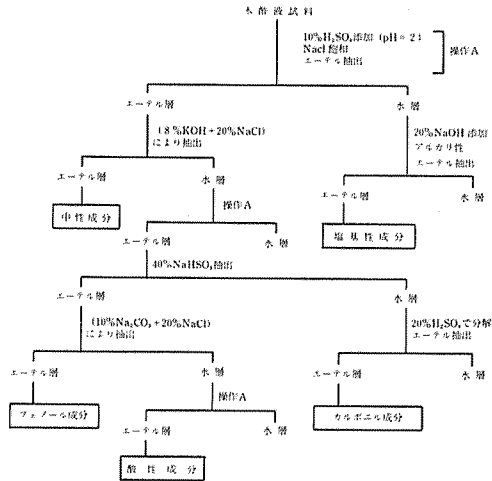 木酢液試料
10%H₂SO₄添加 (pH = 2)
NaCl 飽和
エーテル抽出
操作A
エーテル層
水層
(8%KOH+20%NaCl)
により抽出
20%NaOH 添加
アルカリ性
エーテル抽出
エーテル層
水層
エーテル層
水層
中性成分
操作A
塩基性成分
エーテル層
水層
40%NaHSO₃抽出
エーテル層
水層
(10%Na₂CO₃+20%NaCl)
により抽出
20%H₂SO₄で分解
エーテル抽出
エーテル層
水層
エーテル層
水層
フェノール成分
操作A
カルボニル成分
エーテル層
水層
酸性成分